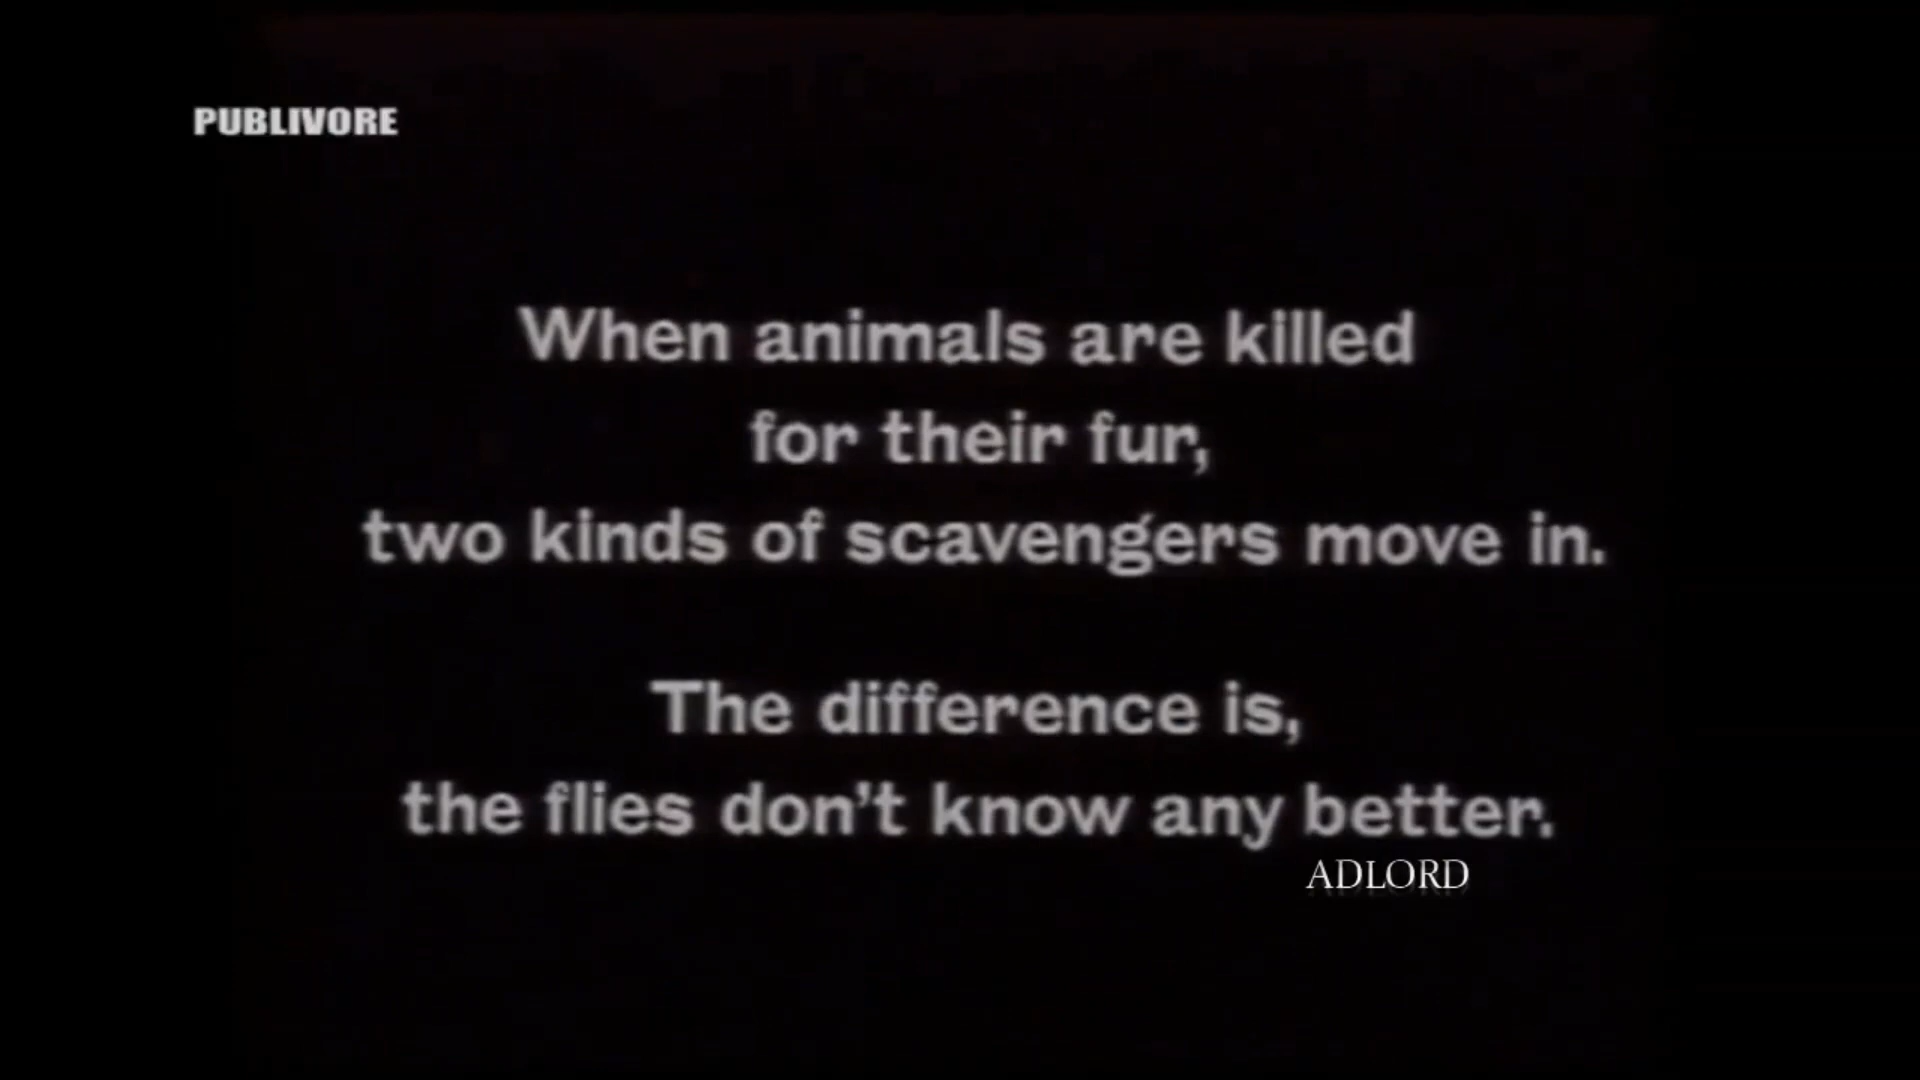 PUBLIVORE
When animals are killed
for their fur,
two kinds of scavengers move in.
The difference is,
the flies don't know any better.
ADLORD